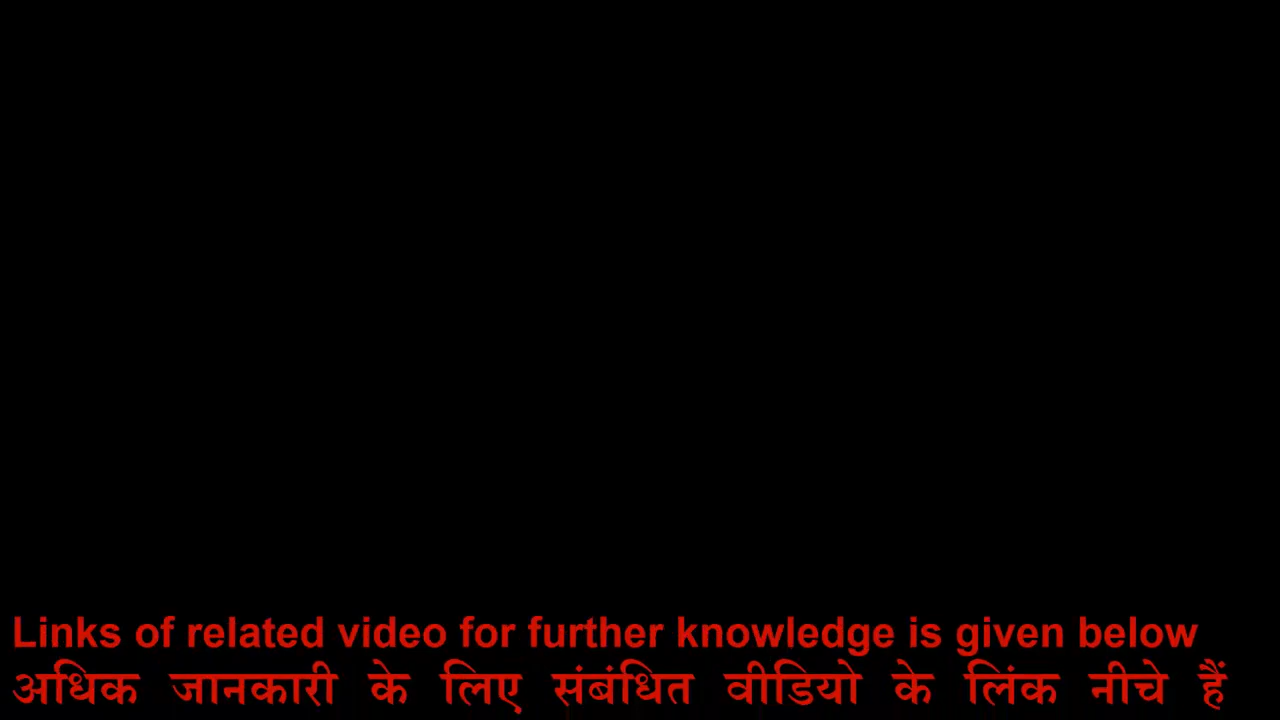 Links of related video for further knowledge is given below
अधिक जानकारी के लिए संबंधित वीडियो के लिंक नीचे हैं